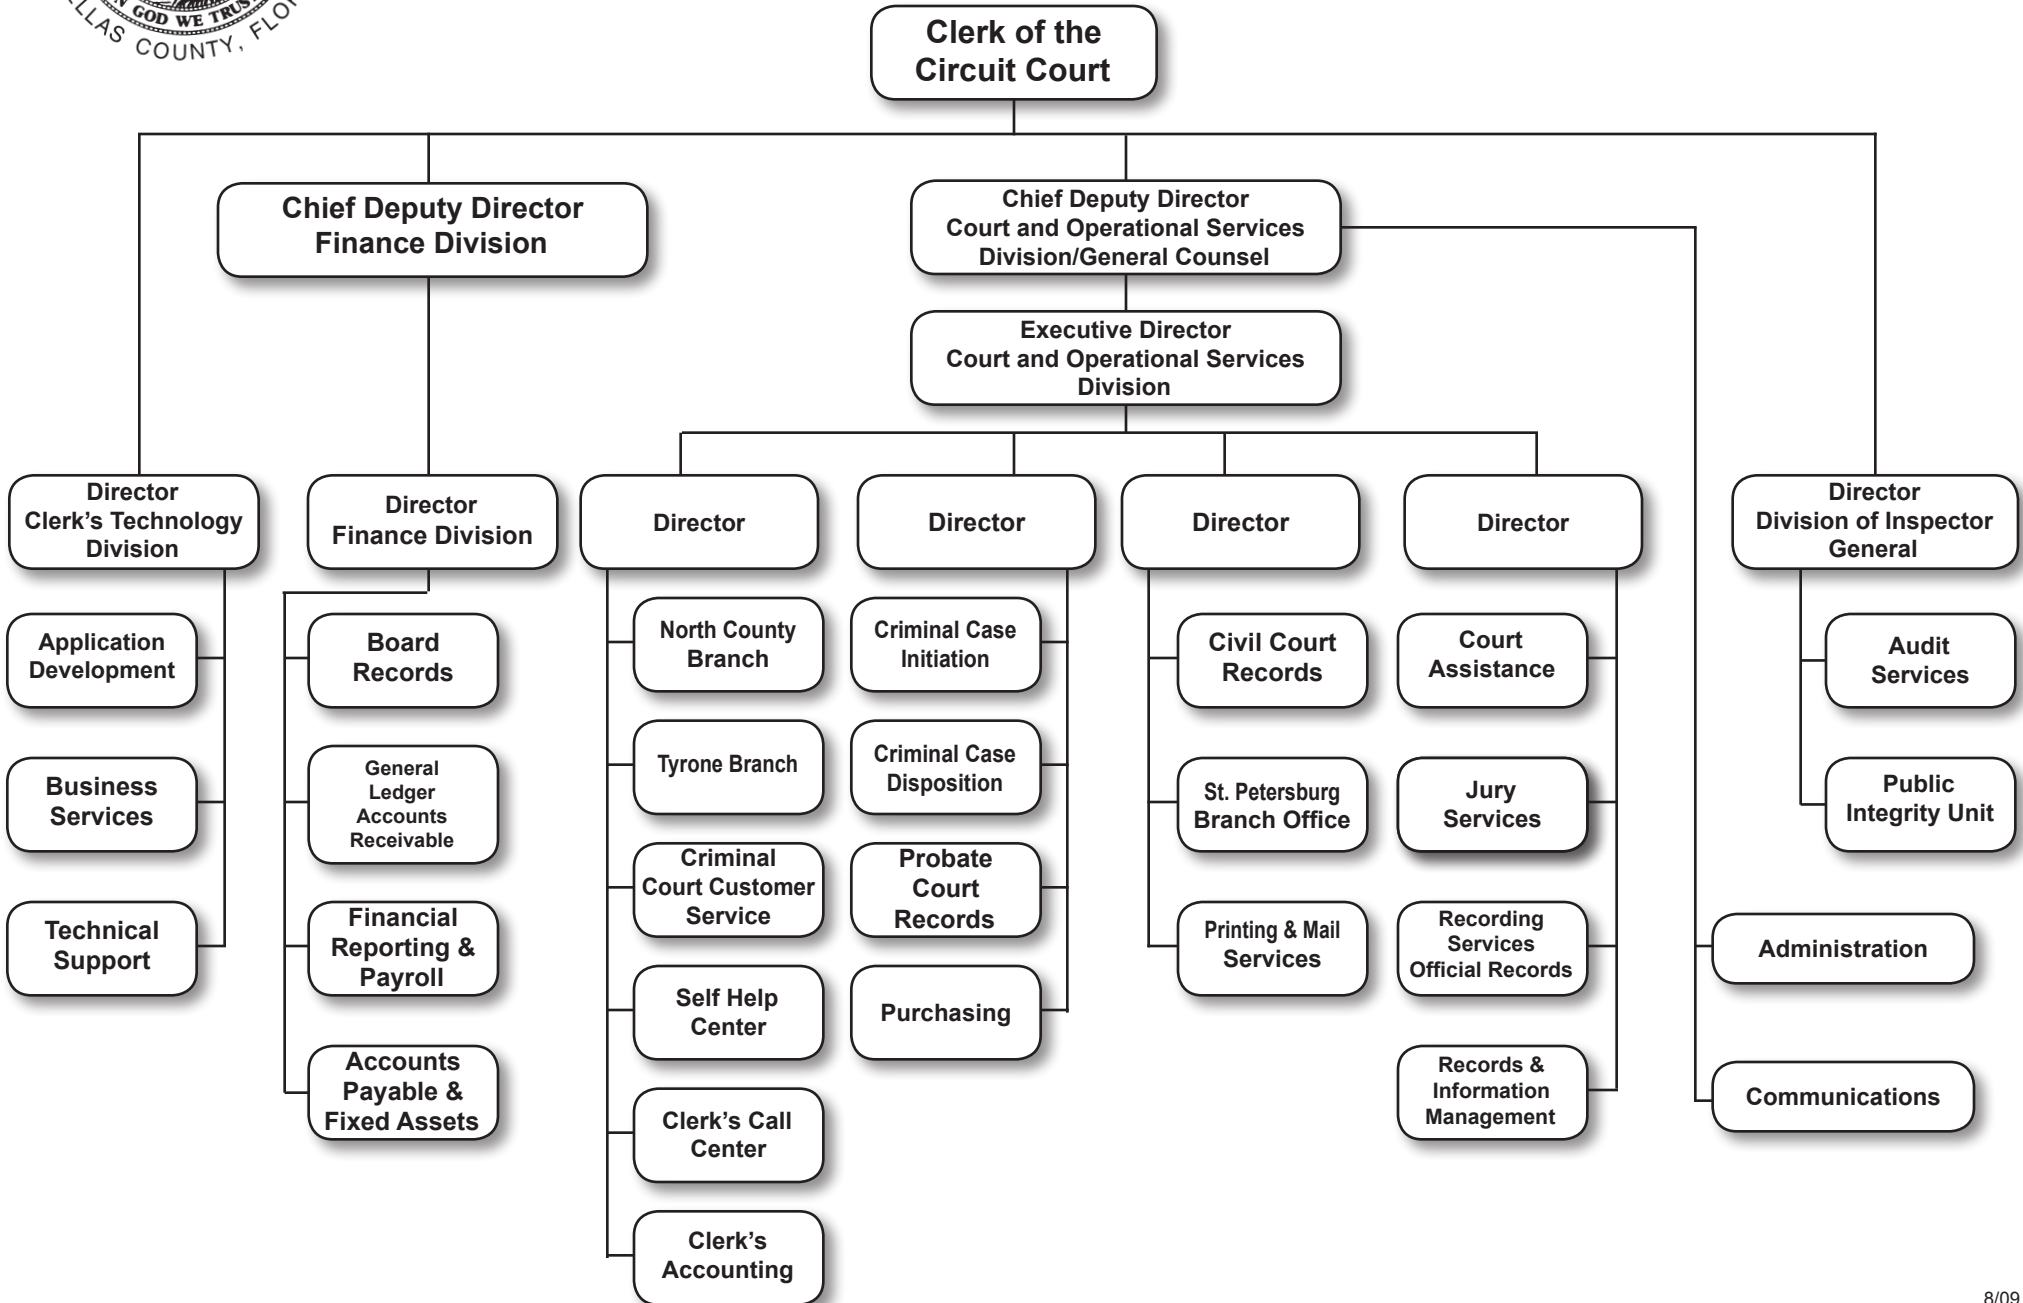 GOD WE TRUST
COUNTY,
Clerk of the
Circuit Court
Chief Deputy Director
Finance Division
Chief Deputy Director
Court and Operational Services
Division/General Counsel
Executive Director
Court and Operational Services
Division
Director
Clerk’s Technology
Division
Director
Finance Division
Director
Director
Director
Director
Director
Division of Inspector
General
Application
Development
Business
Services
Technical
Support
Board
Records
General
Ledger
Accounts
Receivable
Financial
Reporting &
Payroll
Accounts
Payable &
Fixed Assets
North County
Branch
Tyrone Branch
Criminal
Court Customer
Service
Self Help
Center
Clerk’s Call
Center
Clerk’s
Accounting
Criminal Case
Initiation
Criminal Case
Disposition
Probate
Court
Records
Purchasing
Civil Court
Records
St. Petersburg
Branch Office
Printing & Mail
Services
Court
Assistance
Jury
Services
Recording
Services
Official Records
Records &
Information
Management
Audit
Services
Public
Integrity Unit
Administration
Communications
8/09